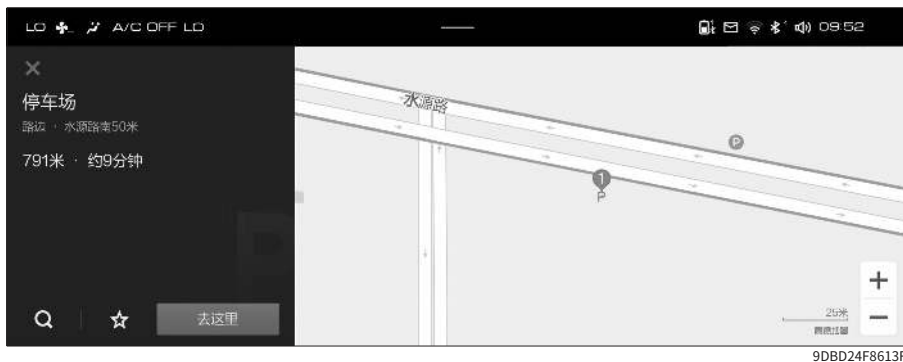 LO A/C OFF LO 09:52
停车场
路边 · 水源路南50米
791米 · 约9分钟
去这里
水源路
P
1
P
25米
9DBD24F8613F